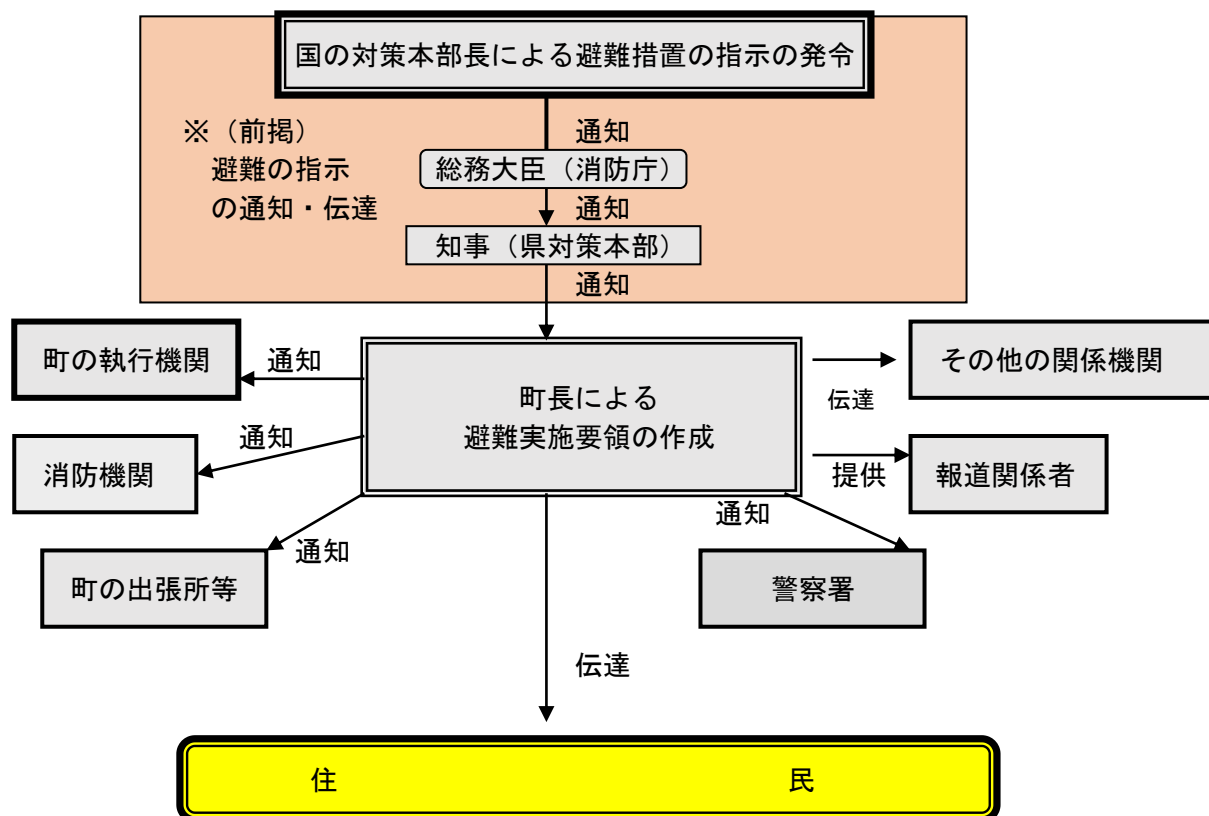 国の対策本部長による避難措置の指示の発令
※（前掲）
避難の指示
の通知・伝達
通知
総務大臣（消防庁）
通知
知事（県対策本部）
通知
町の執行機関
通知
町長による
避難実施要領の作成
伝達
その他の関係機関
消防機関
通知
提供
報道関係者
町の出張所等
通知
通知
警察署
伝達
住　民